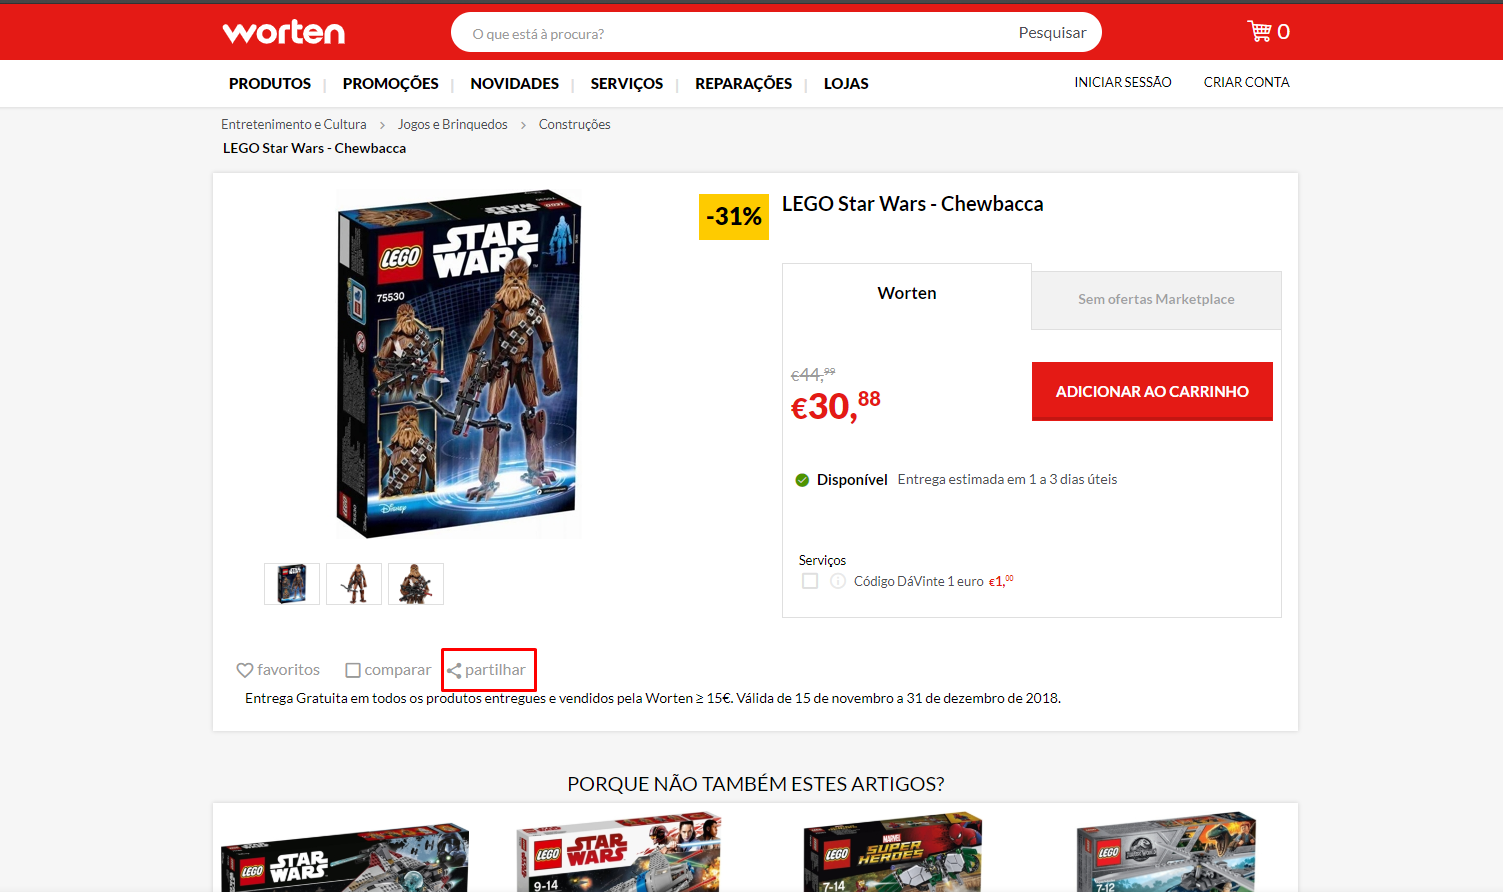 worten
O que está à procura?
Pesquisar
0
PRODUTOS | PROMOÇÕES | NOVIDADES | SERVIÇOS | REPARAÇÕES | LOJAS
INICIAR SESSÃO
CRIAR CONTA
Entretenimento e Cultura > Jogos e Brinquedos > Construções
LEGO Star Wars - Chewbacca
LEGO
STAR WARS
75530
Disney
LEGO
75530
-31%
LEGO Star Wars - Chewbacca
Worten
Sem ofertas Marketplace
€44,99
€30,88
ADICIONAR AO CARRINHO
Disponível Entrega estimada em 1 a 3 dias úteis
Serviços
Código DáVinte 1 euro €1,00
favoritos
comparar
partilhar
Entrega Gratuita em todos os produtos entregues e vendidos pela Worten ≥ 15€. Válida de 15 de novembro a 31 de dezembro de 2018.
PORQUE NÃO TAMBÉM ESTES ARTIGOS?
LEGO STAR WARS
LEGO STAR WARS
9-14
LEGO MARVEL SUPER HEROES
7-14
LEGO
7-12